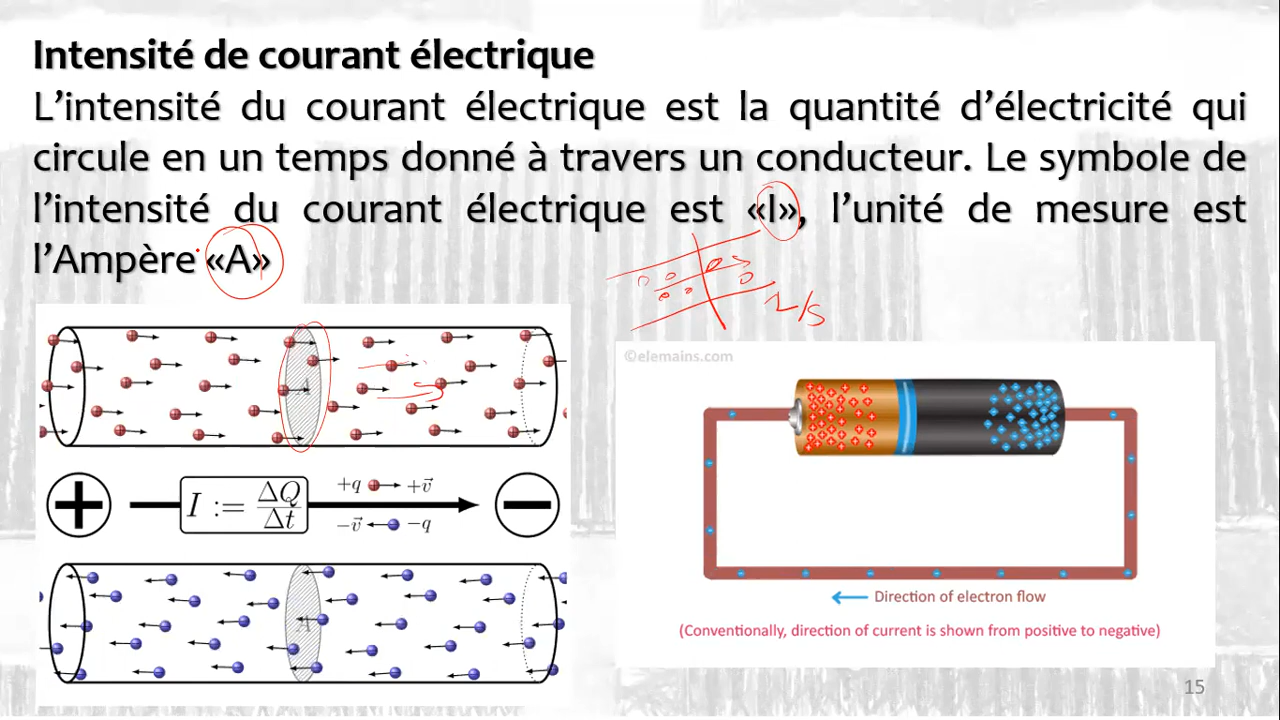 Intensité de courant électrique
L’intensité du courant électrique est la quantité d’électricité qui
circule en un temps donné à travers un conducteur. Le symbole de
l’intensité du courant électrique est «I», l’unité de mesure est
l’Ampère «A»
A
I := ΔQ/Δt
+q +v⃗
−v⃗ −q
A
©elemains.com
Direction of electron flow
(Conventionally, direction of current is shown from positive to negative)
15